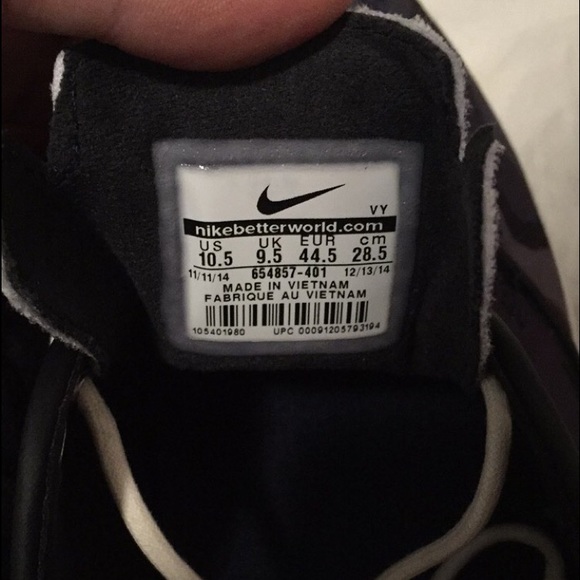 VY
nikebetterworld.com
US UK EUR cm
10.5 9.5 44.5 28.5
11/11/14 654857-401 12/13/14
MADE IN VIETNAM
FABRIQUE AU VIETNAM
105401980 UPC 00091205793194